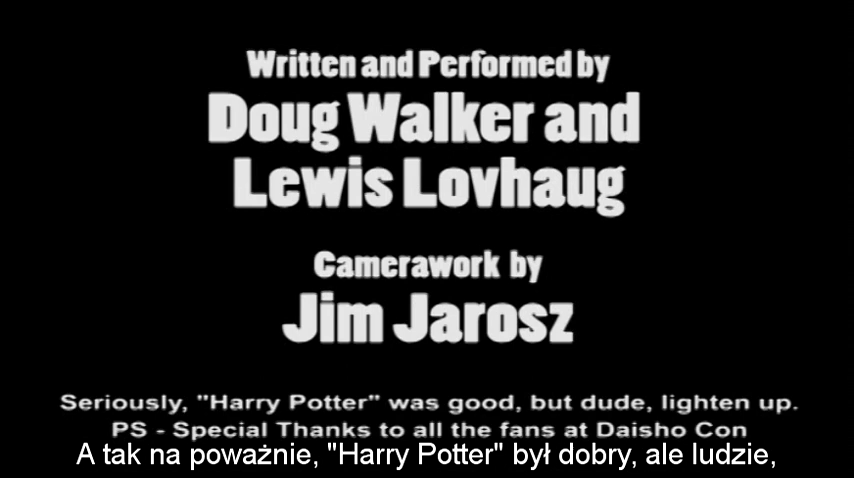 Written and Performed by
Doug Walker and
Lewis Lovhaug
Camerawork by
Jim Jarosz
Seriously, "Harry Potter" was good, but dude, lighten up.
PS - Special Thanks to all the fans at Daisho Con
A tak na poważnie, "Harry Potter" był dobry, ale ludzie,